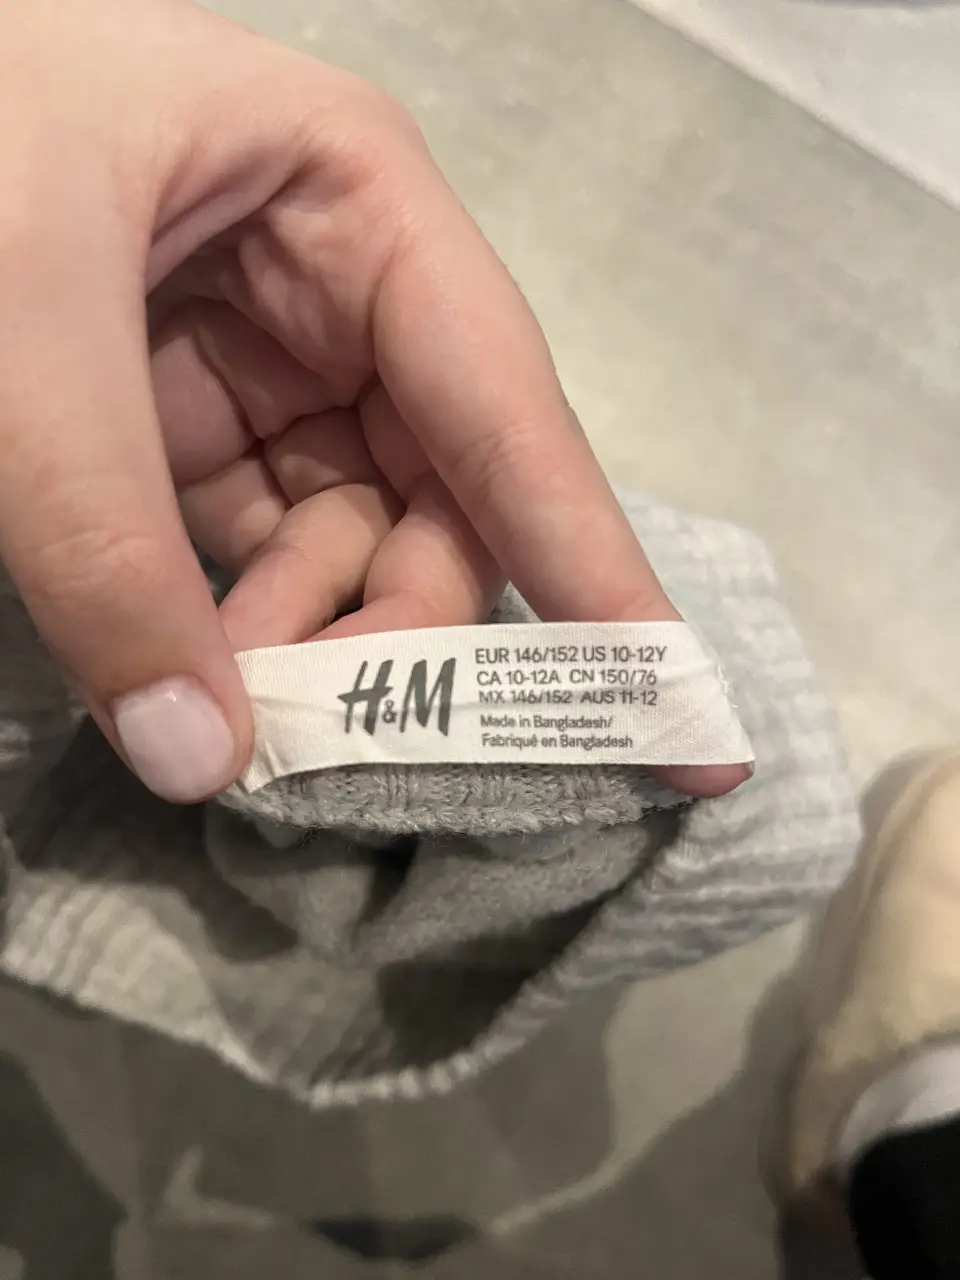 H&M
EUR 146/152 US 10-12Y
CA 10-12A CN 150/76
MX 146/152 AUS 11-12
Made in Bangladesh/
Fabriqué en Bangladesh